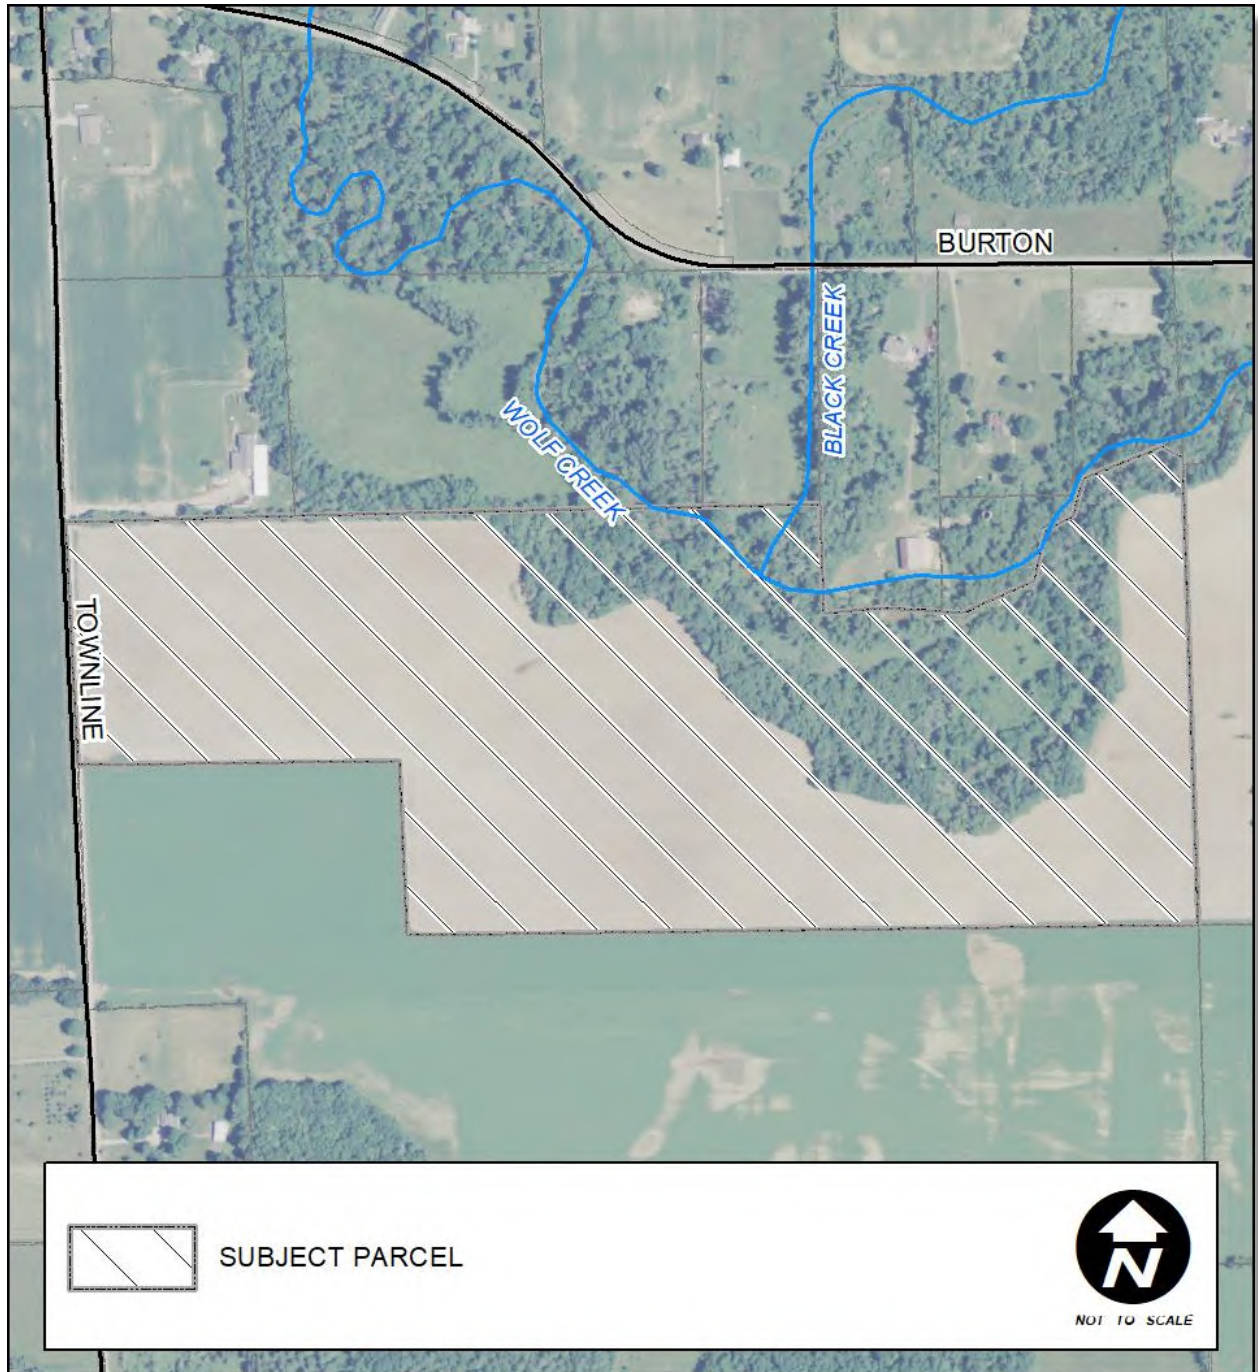 BURTON
BLACK CREEK
WOLF CREEK
TOWNLINE
SUBJECT PARCEL
N
NOT TO SCALE